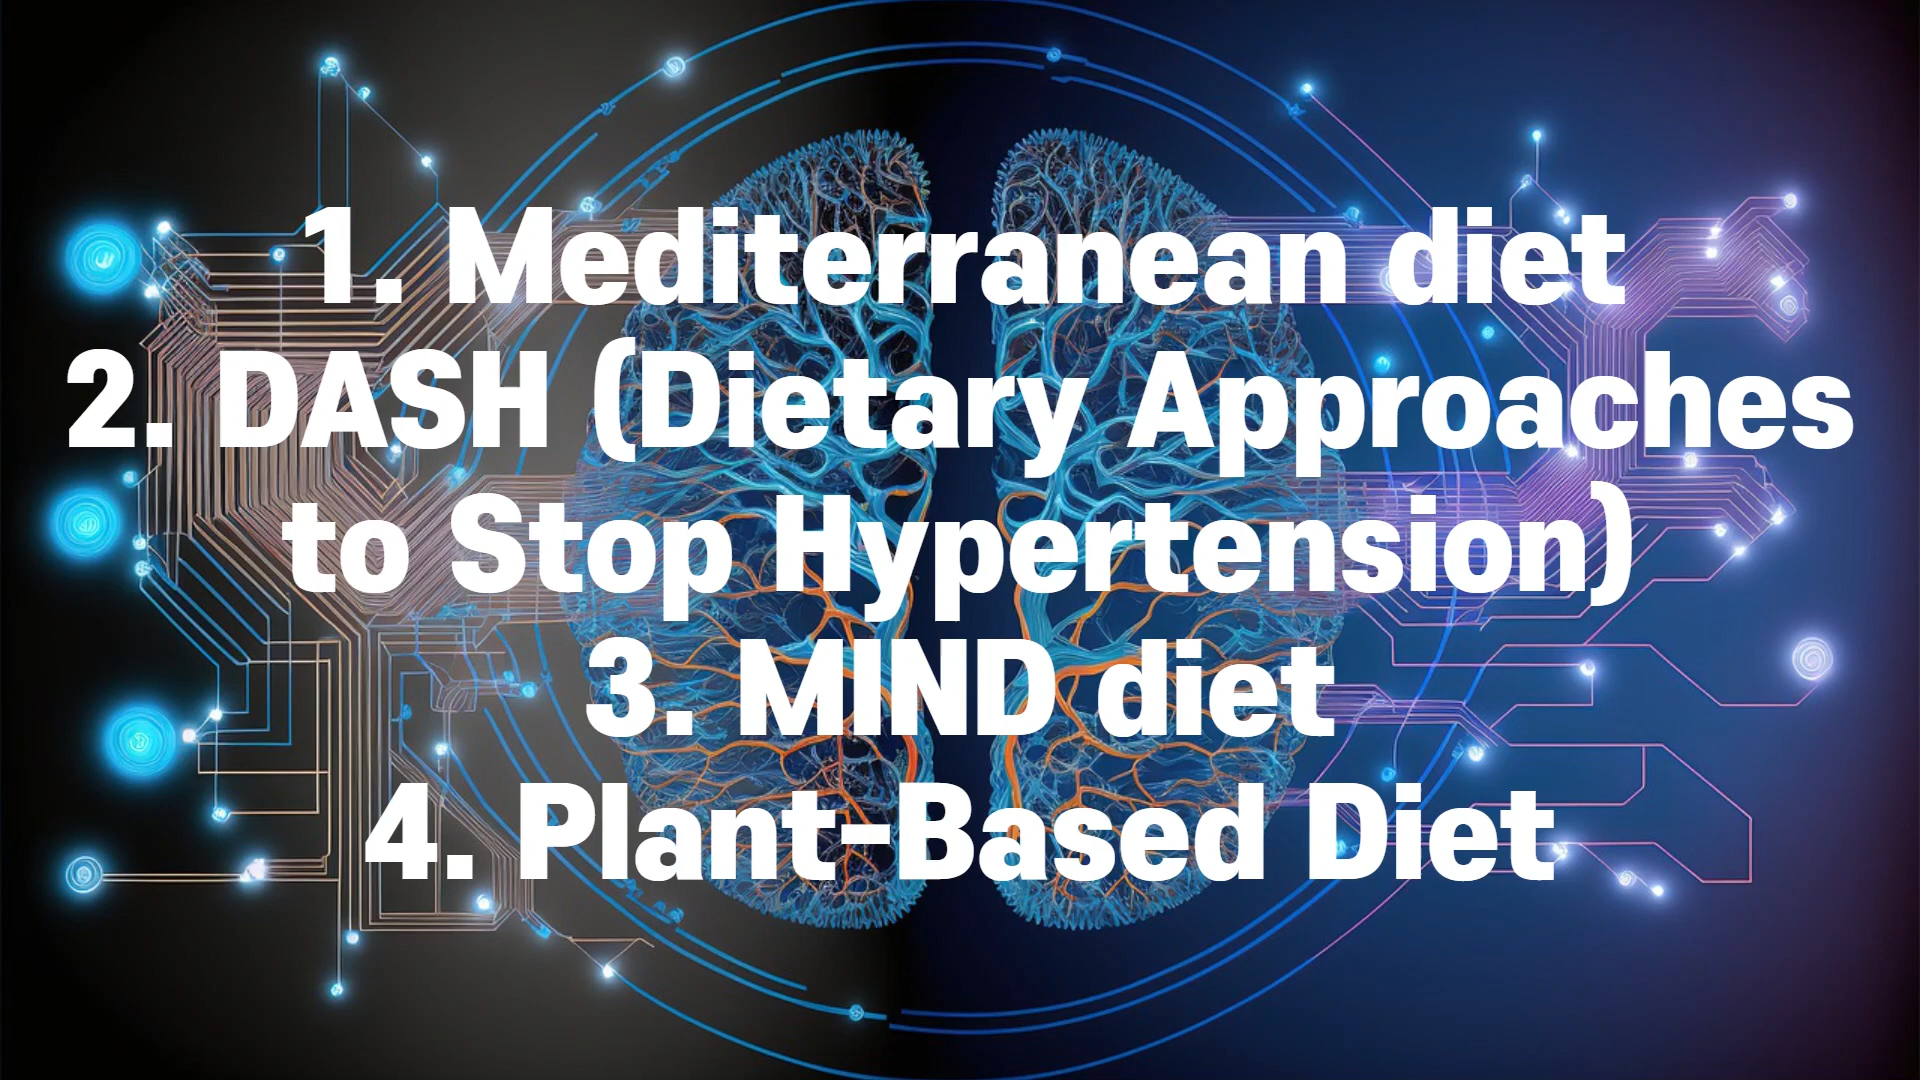 1. Mediterranean diet
2. DASH (Dietary Approaches
to Stop Hypertension)
3. MIND diet
4. Plant-Based Diet